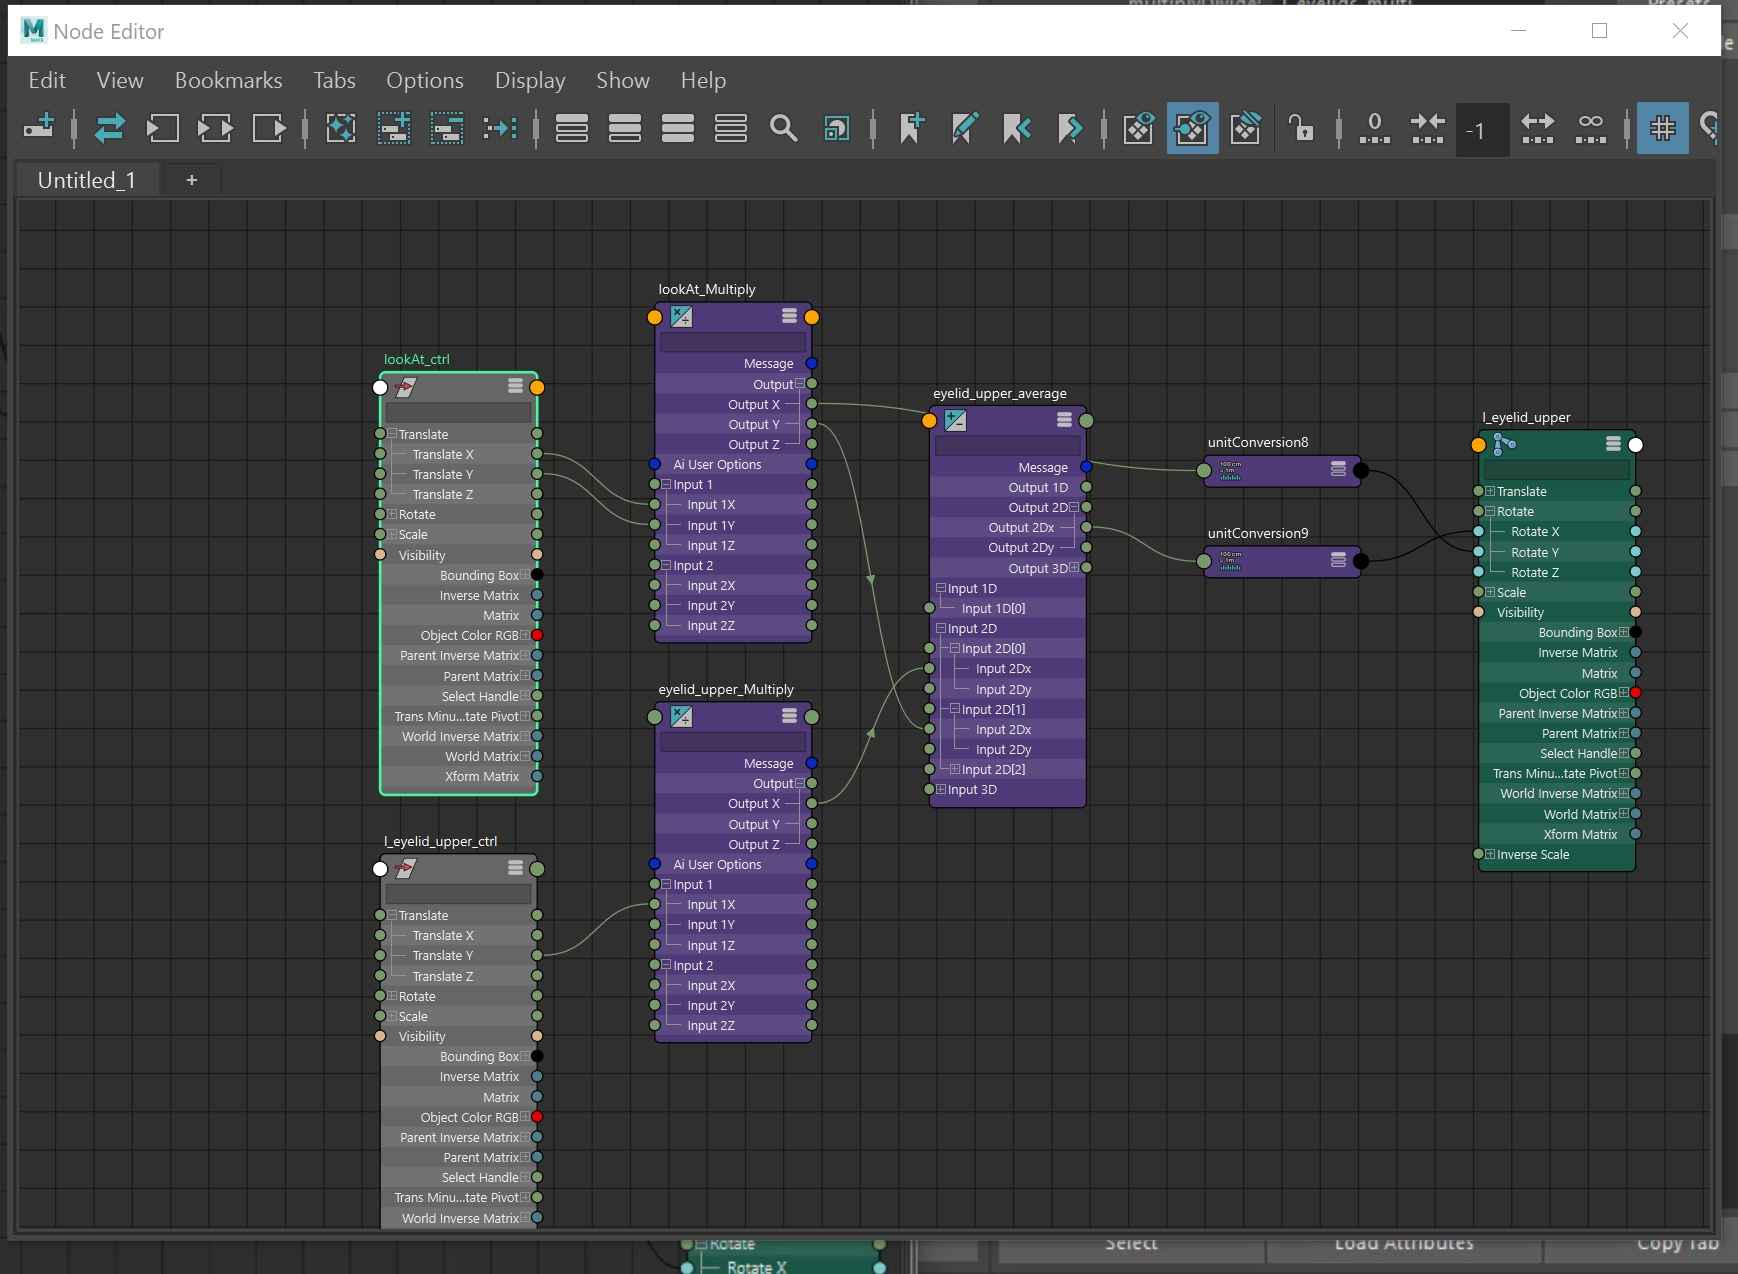 Node Editor
Edit View Bookmarks Tabs Options Display Show Help
0 -1 ∞
Untitled_1 +
lookAt_ctrl
Translate
Translate X
Translate Y
Translate Z
Rotate
Scale
Visibility
Bounding Box
Inverse Matrix
Matrix
Object Color RGB
Parent Inverse Matrix
Parent Matrix
Select Handle
Trans Minu...tate Pivot
World Inverse Matrix
World Matrix
Xform Matrix
l_eyelid_upper_ctrl
Translate
Translate X
Translate Y
Translate Z
Rotate
Scale
Visibility
Bounding Box
Inverse Matrix
Matrix
Object Color RGB
Parent Inverse Matrix
Parent Matrix
Select Handle
Trans Minu...tate Pivot
World Inverse Matrix
lookAt_Multiply
Message
Output
Output X
Output Y
Output Z
Ai User Options
Input 1
Input 1X
Input 1Y
Input 1Z
Input 2
Input 2X
Input 2Y
Input 2Z
eyelid_upper_Multiply
Message
Output
Output X
Output Y
Output Z
Ai User Options
Input 1
Input 1X
Input 1Y
Input 1Z
Input 2
Input 2X
Input 2Y
Input 2Z
eyelid_upper_average
Message
Output 1D
Output 2D
Output 2Dx
Output 2Dy
Output 3D
Input 1D
Input 1D[0]
Input 2D
Input 2D[0]
Input 2Dx
Input 2Dy
Input 2D[1]
Input 2Dx
Input 2Dy
Input 2D[2]
Input 3D
unitConversion8
100 cm
= 1m
unitConversion9
100 cm
= 1m
l_eyelid_upper
Translate
Rotate
Rotate X
Rotate Y
Rotate Z
Scale
Visibility
Bounding Box
Inverse Matrix
Matrix
Object Color RGB
Parent Inverse Matrix
Parent Matrix
Select Handle
Trans Minu...tate Pivot
World Inverse Matrix
World Matrix
Xform Matrix
Inverse Scale
Rotate
Rotate X
Select
Load Attributes
Copy Tab